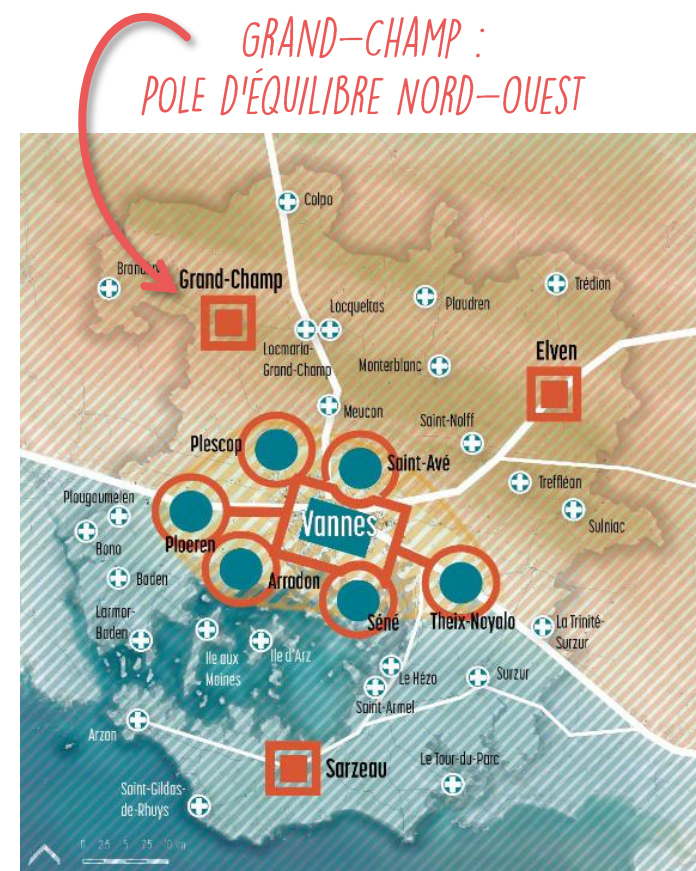 GRAND–CHAMP :
POLE D'ÉQUILIBRE NORD–OUEST
Colpo
Grand-Champ
Trédion
Locqueltas
Plaudren
Locmaria-
Grand-Champ
Elven
Monterblanc
Meucon
Saint-Nolff
Plescop
Saint-Avé
Treffléan
Plougoumelen
Sulniac
Vannes
Bono
Ploeren
Baden
Arradon
Larmor-
Baden
Séné
Theix-Noyalo
La Trinité-
Surzur
Ile aux
Moines
Ile d'Arz
Le Hézo
Surzur
Saint-Armel
Arzon
Sarzeau
Le Tour-du-Parc
Saint-Gildas-
de-Rhuys